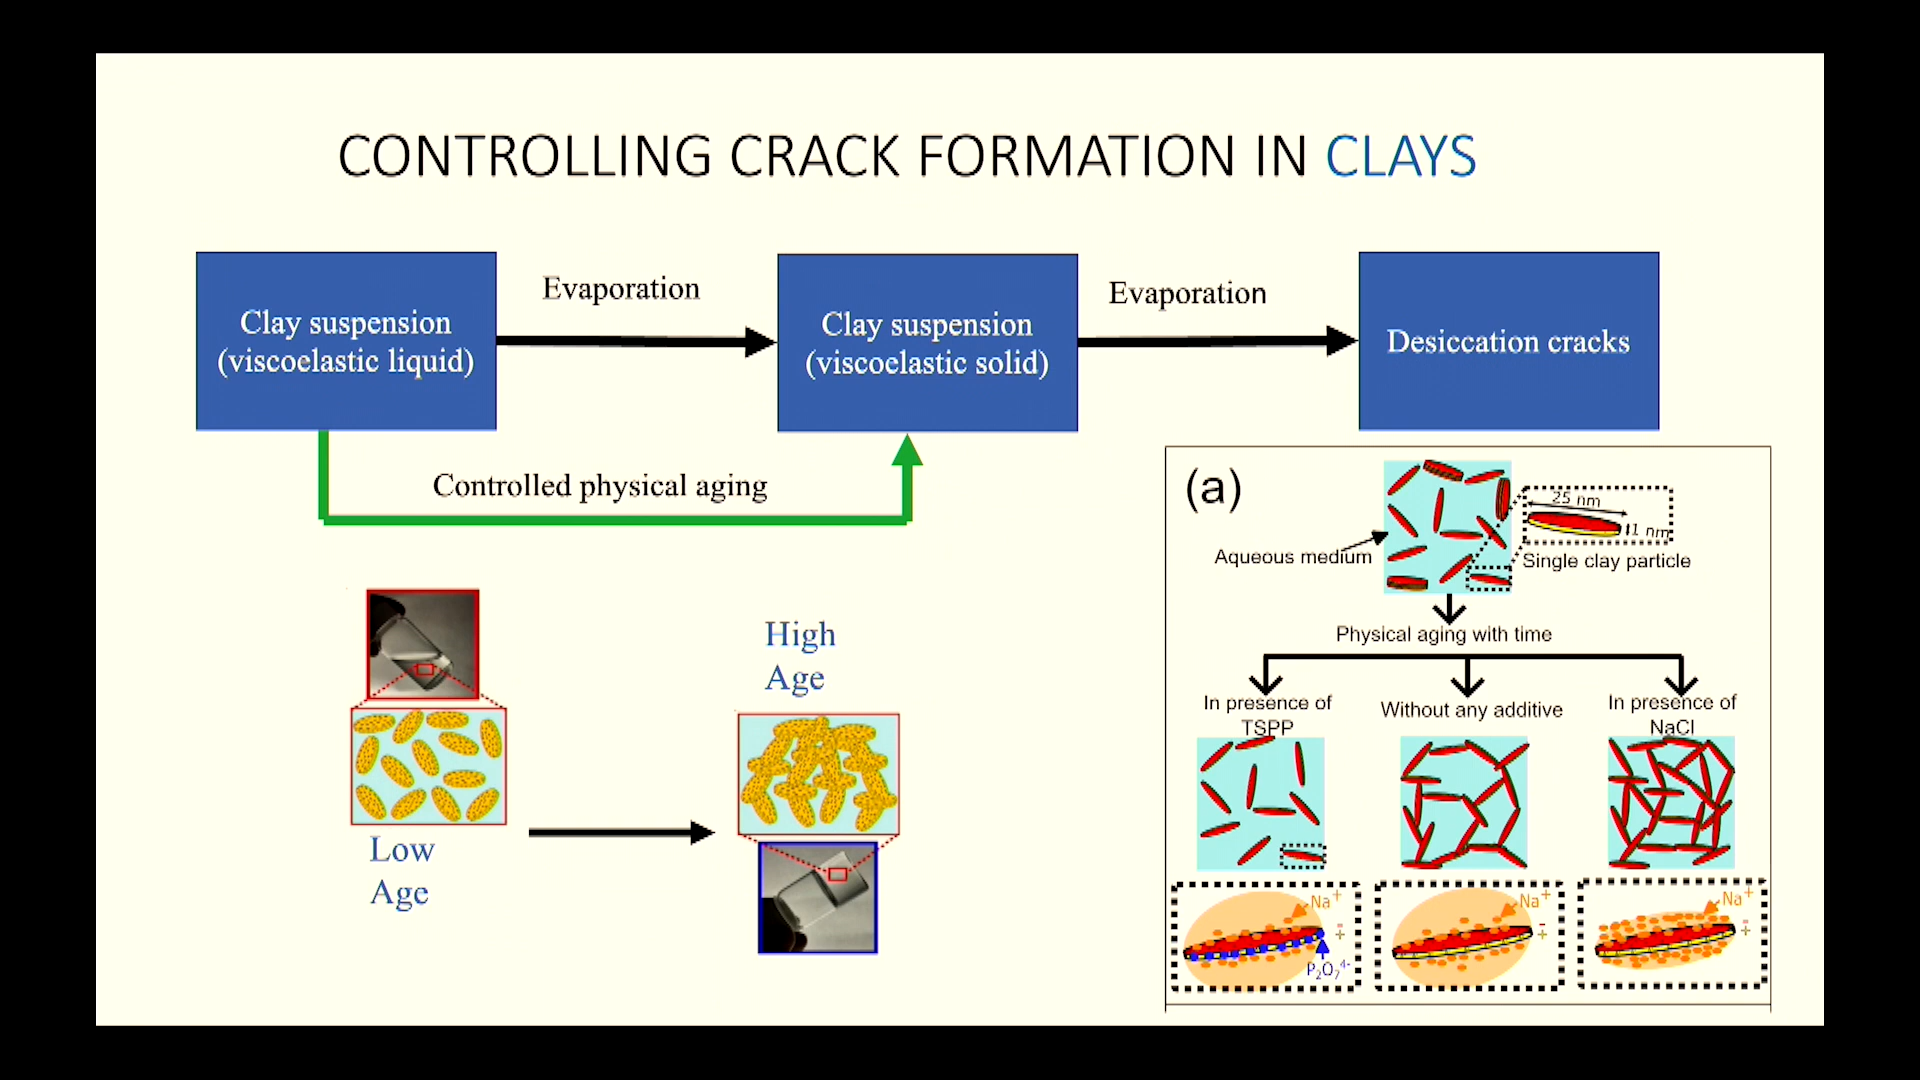 CONTROLLING CRACK FORMATION IN CLAYS
Clay suspension
(viscoelastic liquid)
Evaporation
Clay suspension
(viscoelastic solid)
Evaporation
Desiccation cracks
Controlled physical aging
Low
Age
High
Age
(a)
25 nm
1 nm
Aqueous medium
Single clay particle
Physical aging with time
In presence of
TSPP
Without any additive
In presence of
NaCl
Na+
- +
P₂O₇⁴⁻
Na+
- +
Na+
- +